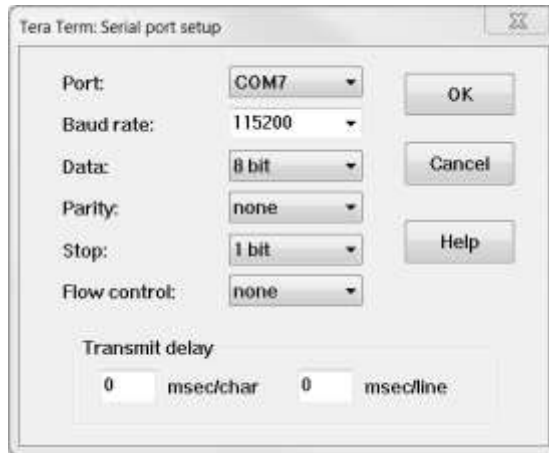 Tera Term: Serial port setup
Port: COM7 OK
Baud rate: 115200
Data: 8 bit Cancel
Parity: none
Stop: 1 bit Help
Flow control: none
Transmit delay
0 msec/char 0 msec/line